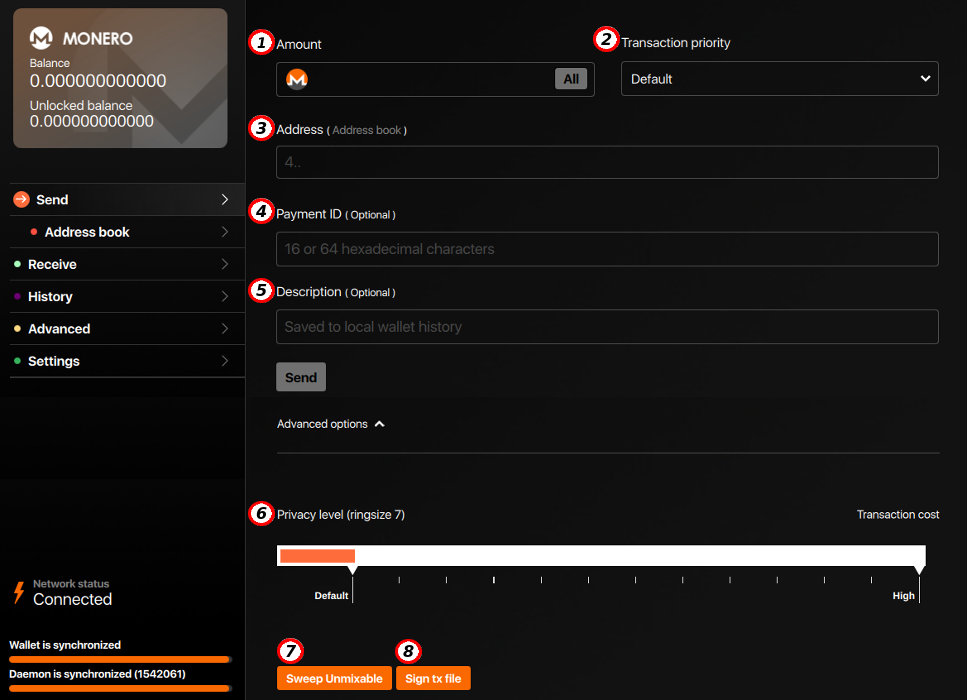 MONERO
Balance
0.000000000000
Unlocked balance
0.000000000000
Send
Address book
Receive
History
Advanced
Settings
Network status
Connected
Wallet is synchronized
Daemon is synchronized (1542061)
1 Amount
All
2 Transaction priority
Default
3 Address ( Address book )
4..
4 Payment ID ( Optional )
16 or 64 hexadecimal characters
5 Description ( Optional )
Saved to local wallet history
Send
Advanced options
6 Privacy level (ringsize 7)
Transaction cost
Default
High
7
8
Sweep Unmixable
Sign tx file